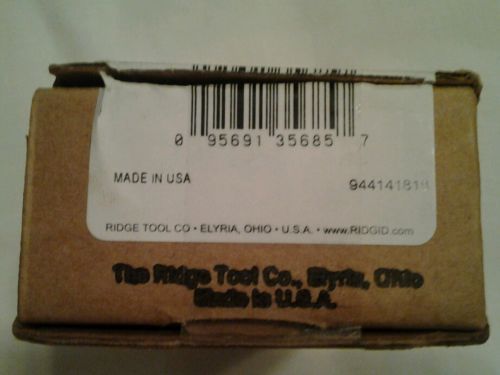 0 95691 35685 7
MADE IN USA
RIDGE TOOL CO • ELYRIA, OHIO • U.S.A. • www.RIDGID.com
The Ridge Tool Co., Elyria, Ohio
Made in U.S.A.